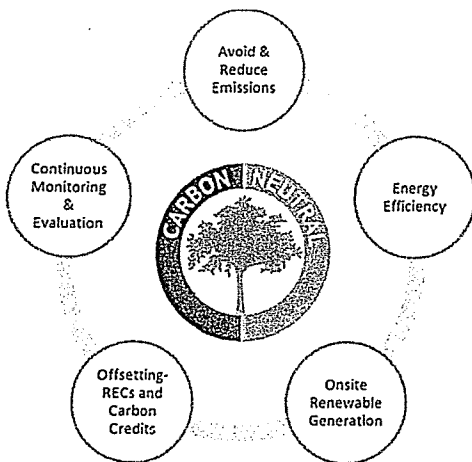 Avoid &
Reduce
Emissions
Energy
Efficiency
Onsite
Renewable
Generation
Offsetting-
RECs and
Carbon
Credits
Continuous
Monitoring
&
Evaluation
CARBON NEUTRAL